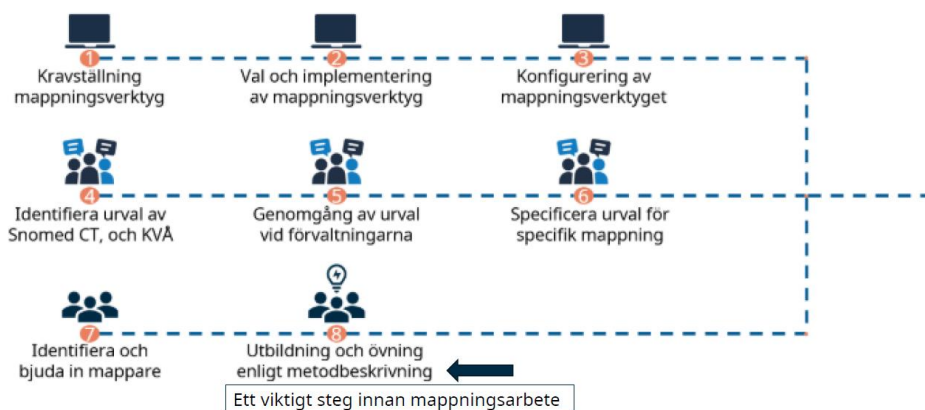 1
Kravställning
mappningsverktyg
2
Val och implementering
av mappningsverktyg
3
Konfigurering av
mappningsverktyget
4
Identifiera urval av
Snomed CT, och KVÅ
5
Genomgång av urval
vid förvaltningarna
6
Specificera urval för
specifik mappning
7
Identifiera och
bjuda in mappare
8
Utbildning och övning
enligt metodbeskrivning
Ett viktigt steg innan mappningsarbete